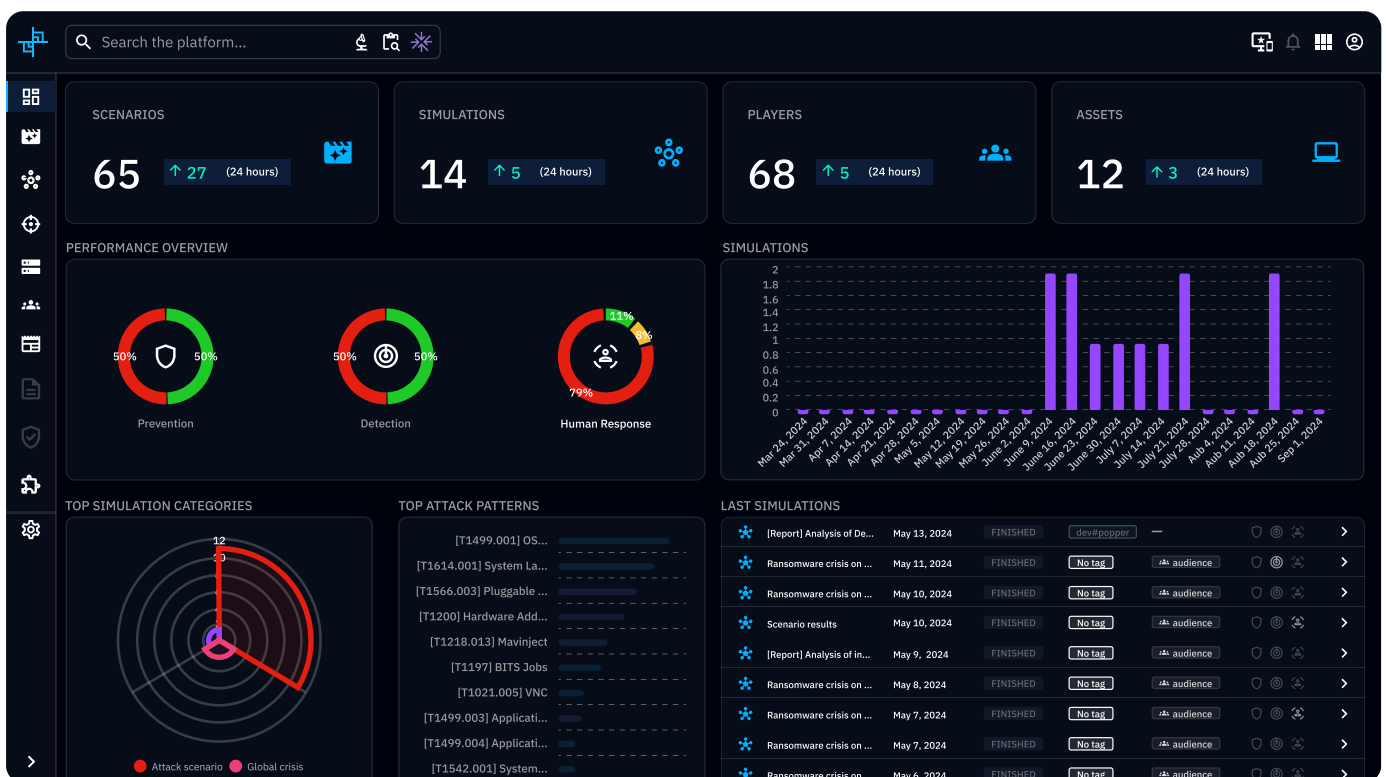 Search the platform...
SCENARIOS
65
27 (24 hours)
SIMULATIONS
14
5 (24 hours)
PLAYERS
68
5 (24 hours)
ASSETS
12
3 (24 hours)
PERFORMANCE OVERVIEW
50%
50%
Prevention
50%
50%
Detection
11%
8%
79%
Human Response
SIMULATIONS
2
1.8
1.6
1.4
1.2
1
0.8
0.6
0.4
0.2
0
Mar 24, 2024
Mar 31, 2024
Apr 7, 2024
Apr 14, 2024
Apr 21, 2024
Apr 28, 2024
May 5, 2024
May 12, 2024
May 19, 2024
May 26, 2024
June 2, 2024
June 9, 2024
June 16, 2024
June 23, 2024
June 30, 2024
July 7, 2024
July 14, 2024
July 21, 2024
July 28, 2024
Aub 4, 2024
Aub 11, 2024
Aub 18, 2024
Aub 25, 2024
Sep 1, 2024
TOP SIMULATION CATEGORIES
12
10
Attack scenario Global crisis
TOP ATTACK PATTERNS
[T1499.001] OS...
[T1614.001] System La...
[T1566.003] Pluggable ...
[T1200] Hardware Add...
[T1218.013] Mavinject
[T1197] BITS Jobs
[T1021.005] VNC
[T1499.003] Applicati...
[T1499.004] Applicati...
[T1542.001] System...
LAST SIMULATIONS
[Report] Analysis of De... May 13, 2024 FINISHED dev#popper —
Ransomware crisis on ... May 11, 2024 FINISHED No tag audience
Ransomware crisis on ... May 10, 2024 FINISHED No tag audience
Scenario results May 10, 2024 FINISHED No tag audience
[Report] Analysis of in... May 9, 2024 FINISHED No tag audience
Ransomware crisis on ... May 8, 2024 FINISHED No tag audience
Ransomware crisis on ... May 7, 2024 FINISHED No tag audience
Ransomware crisis on ... May 7, 2024 FINISHED No tag audience
Ransomware crisis on ... May 6, 2024 FINISHED No tag audience